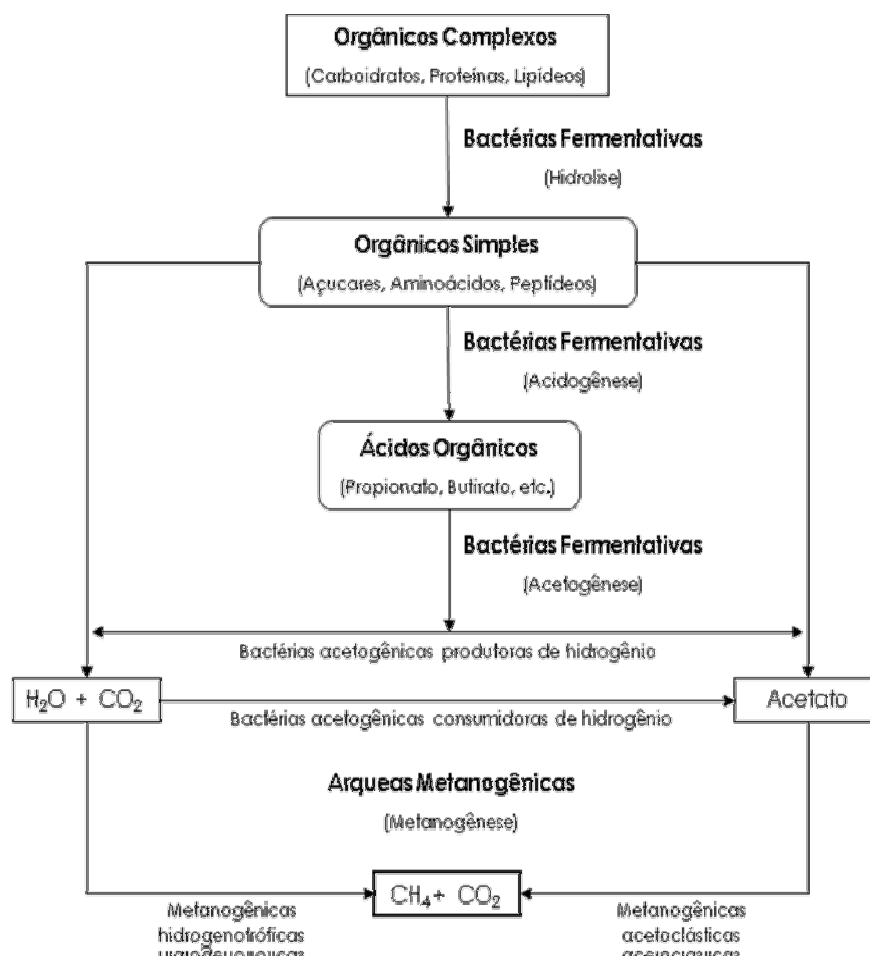 Orgânicos Complexos
(Carboidratos, Proteínas, Lipídeos)
Bactérias Fermentativas
(Hidrolise)
Orgânicos Simples
(Açucares, Aminoácidos, Peptídeos)
Bactérias Fermentativas
(Acidogênese)
Ácidos Orgânicos
(Propionato, Butirato, etc.)
Bactérias Fermentativas
(Acetogênese)
Bactérias acetogênicas produtoras de hidrogênio
H₂O + CO₂
Acetato
Bactérias acetogênicas consumidoras de hidrogênio
Arqueas Metanogênicas
(Metanogênese)
CH₄+ CO₂
Metanogênicas
hidrogenotróficas
Metanogênicas
acetoclásticas